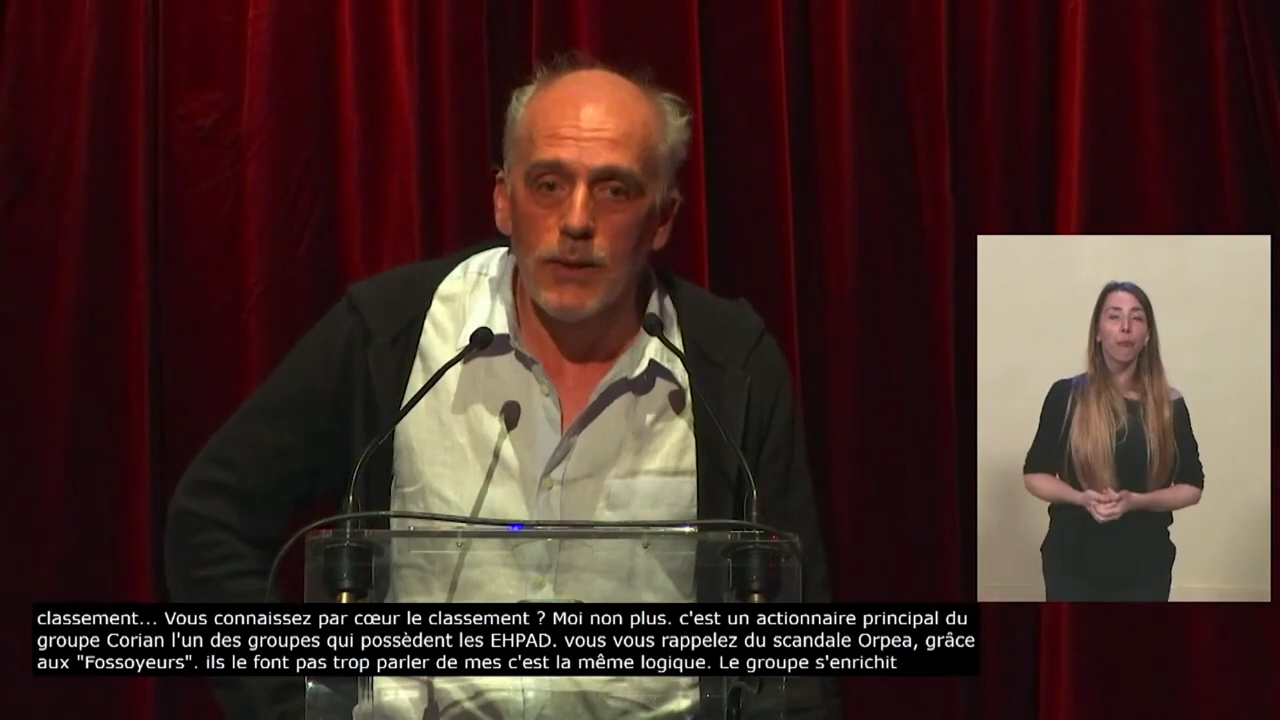 classement... Vous connaissez par cœur le classement ? Moi non plus. c'est un actionnaire principal du
groupe Corian l'un des groupes qui possèdent les EHPAD. vous vous rappelez du scandale Orpea, grâce
aux "Fossoyeurs". ils le font pas trop parler de mes c'est la même logique. Le groupe s'enrichit